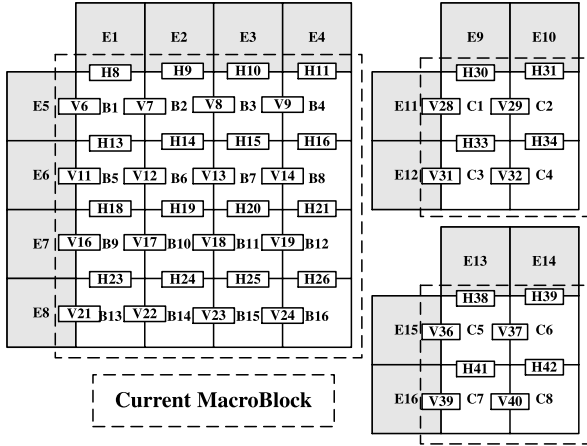 E1 E2 E3 E4
H8 H9 H10 H11
E5 V6 B1 V7 B2 V8 B3 V9 B4
H13 H14 H15 H16
E6 V11 B5 V12 B6 V13 B7 V14 B8
H18 H19 H20 H21
E7 V16 B9 V17 B10 V18 B11 V19 B12
H23 H24 H25 H26
E8 V21 B13 V22 B14 V23 B15 V24 B16
Current MacroBlock
E9 E10
H30 H31
E11 V28 C1 V29 C2
H33 H34
E12 V31 C3 V32 C4
E13 E14
H38 H39
E15 V36 C5 V37 C6
H41 H42
E16 V39 C7 V40 C8